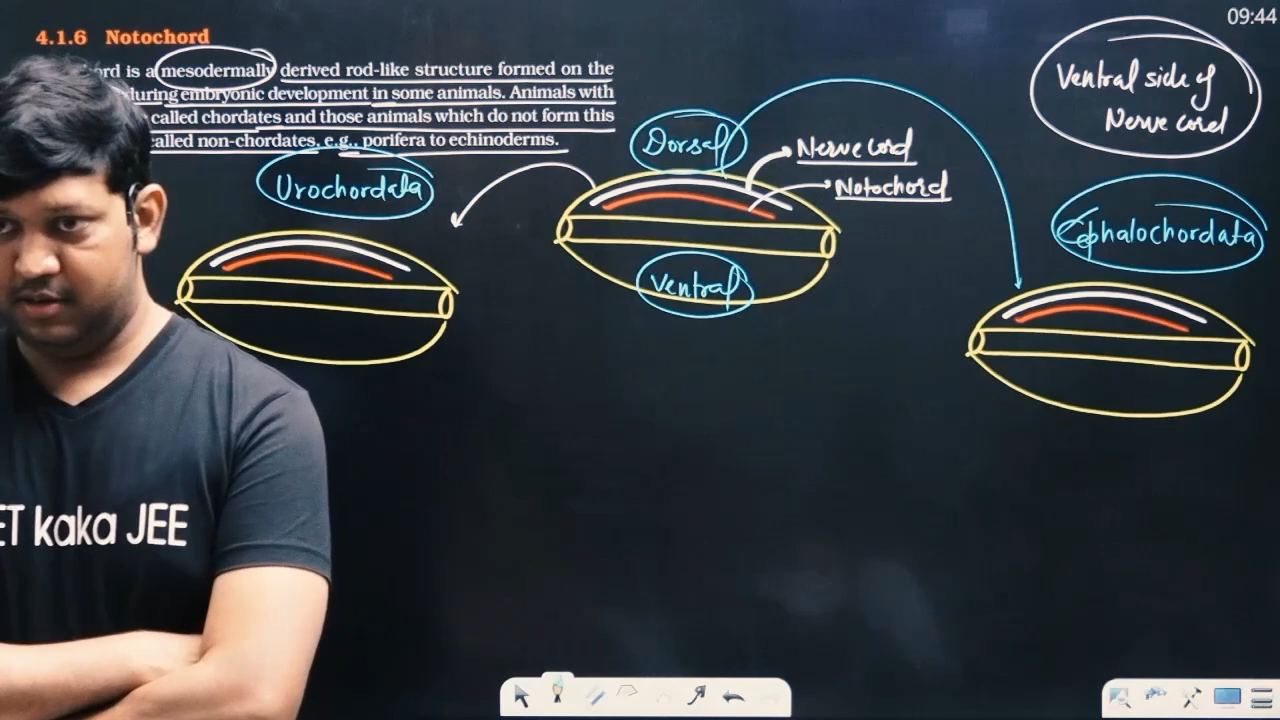 09:44
4.1.6 Notochord
ord is a mesodermally derived rod-like structure formed on the
during embryonic development in some animals. Animals with
called chordates and those animals which do not form this
called non-chordates, e.g., porifera to echinoderms.
Ventral side of
Nerve cord
Dorsal
Nerve cord
Notochord
Urochordata
Cephalochordata
Ventral
ET kaka JEE